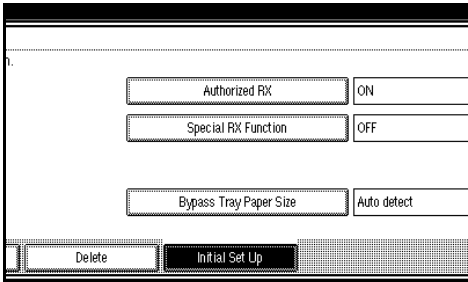 n.
Authorized RX ON
Special RX Function OFF
Bypass Tray Paper Size Auto detect
Delete Initial Set Up